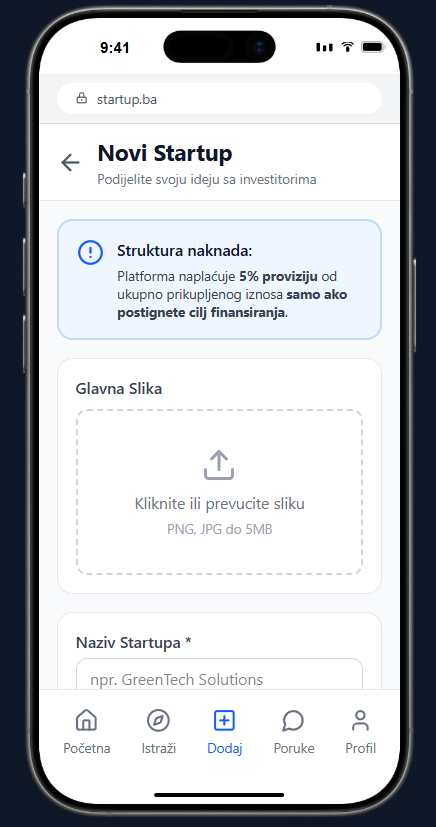 9:41
startup.ba
Novi Startup
Podijelite svoju ideju sa investitorima
Struktura naknada:
Platforma naplaćuje 5% proviziju od
ukupno prikupljenog iznosa samo ako
postignete cilj finansiranja.
Glavna Slika
Kliknite ili prevucite sliku
PNG, JPG do 5MB
Naziv Startupa *
npr. GreenTech Solutions
Početna
Istraži
Dodaj
Poruke
Profil